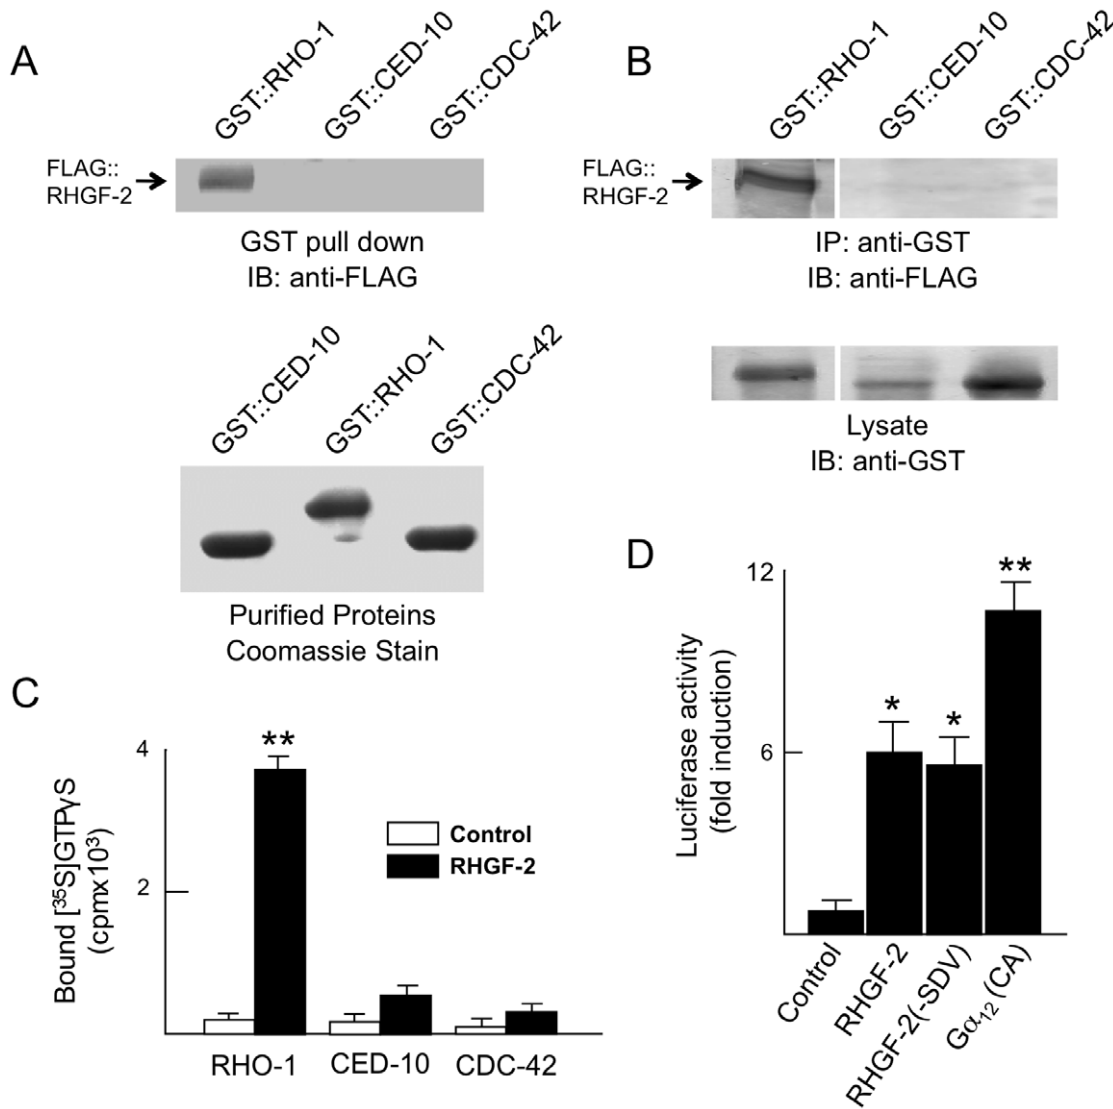 A
GST::RHO-1
GST::CED-10
GST::CDC-42
FLAG::
RHGF-2
GST pull down
IB: anti-FLAG
GST::CED-10
GST::RHO-1
GST::CDC-42
Purified Proteins
Coomassie Stain
B
GST::RHO-1
GST::CED-10
GST::CDC-42
FLAG::
RHGF-2
IP: anti-GST
IB: anti-FLAG
Lysate
IB: anti-GST
C
Bound [³⁵S]GTPγS
(cpmx10³)
4
2
**
Control
RHGF-2
RHO-1
CED-10
CDC-42
D
Luciferase activity
(fold induction)
12
6
*
*
**
Control
RHGF-2
RHGF-2(-SDV)
Gα₁₂ (CA)